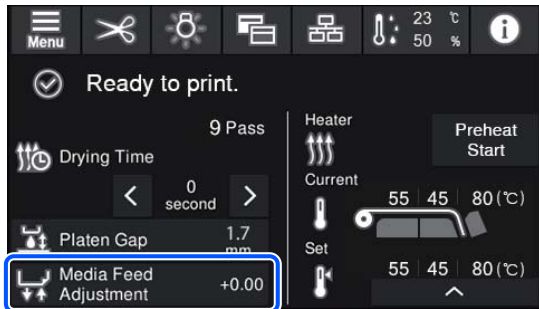 Menu
23 ℃
50 %
Ready to print.
9 Pass
Drying Time
0
second
Platen Gap
1.7
mm
Media Feed
Adjustment
+0.00
Heater
Preheat
Start
Current
55 45 80(℃)
Set
55 45 80(℃)